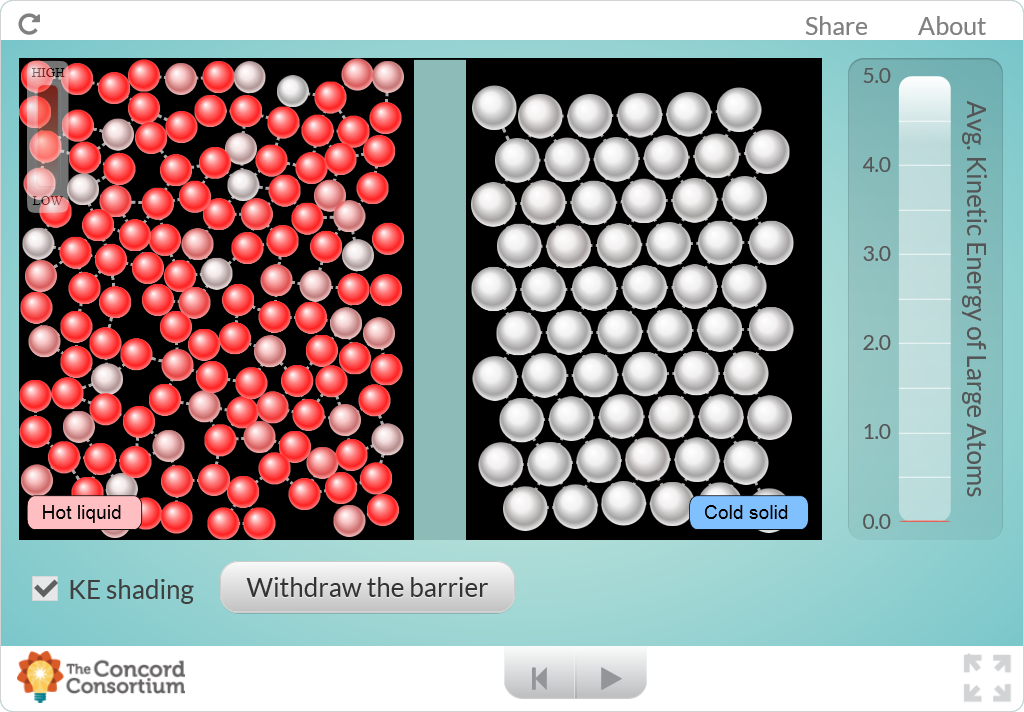 Share
About
HIGH
LOW
Hot liquid
Cold solid
5.0
4.0
3.0
2.0
1.0
0.0
Avg. Kinetic Energy of Large Atoms
KE shading
Withdraw the barrier
The Concord
Consortium